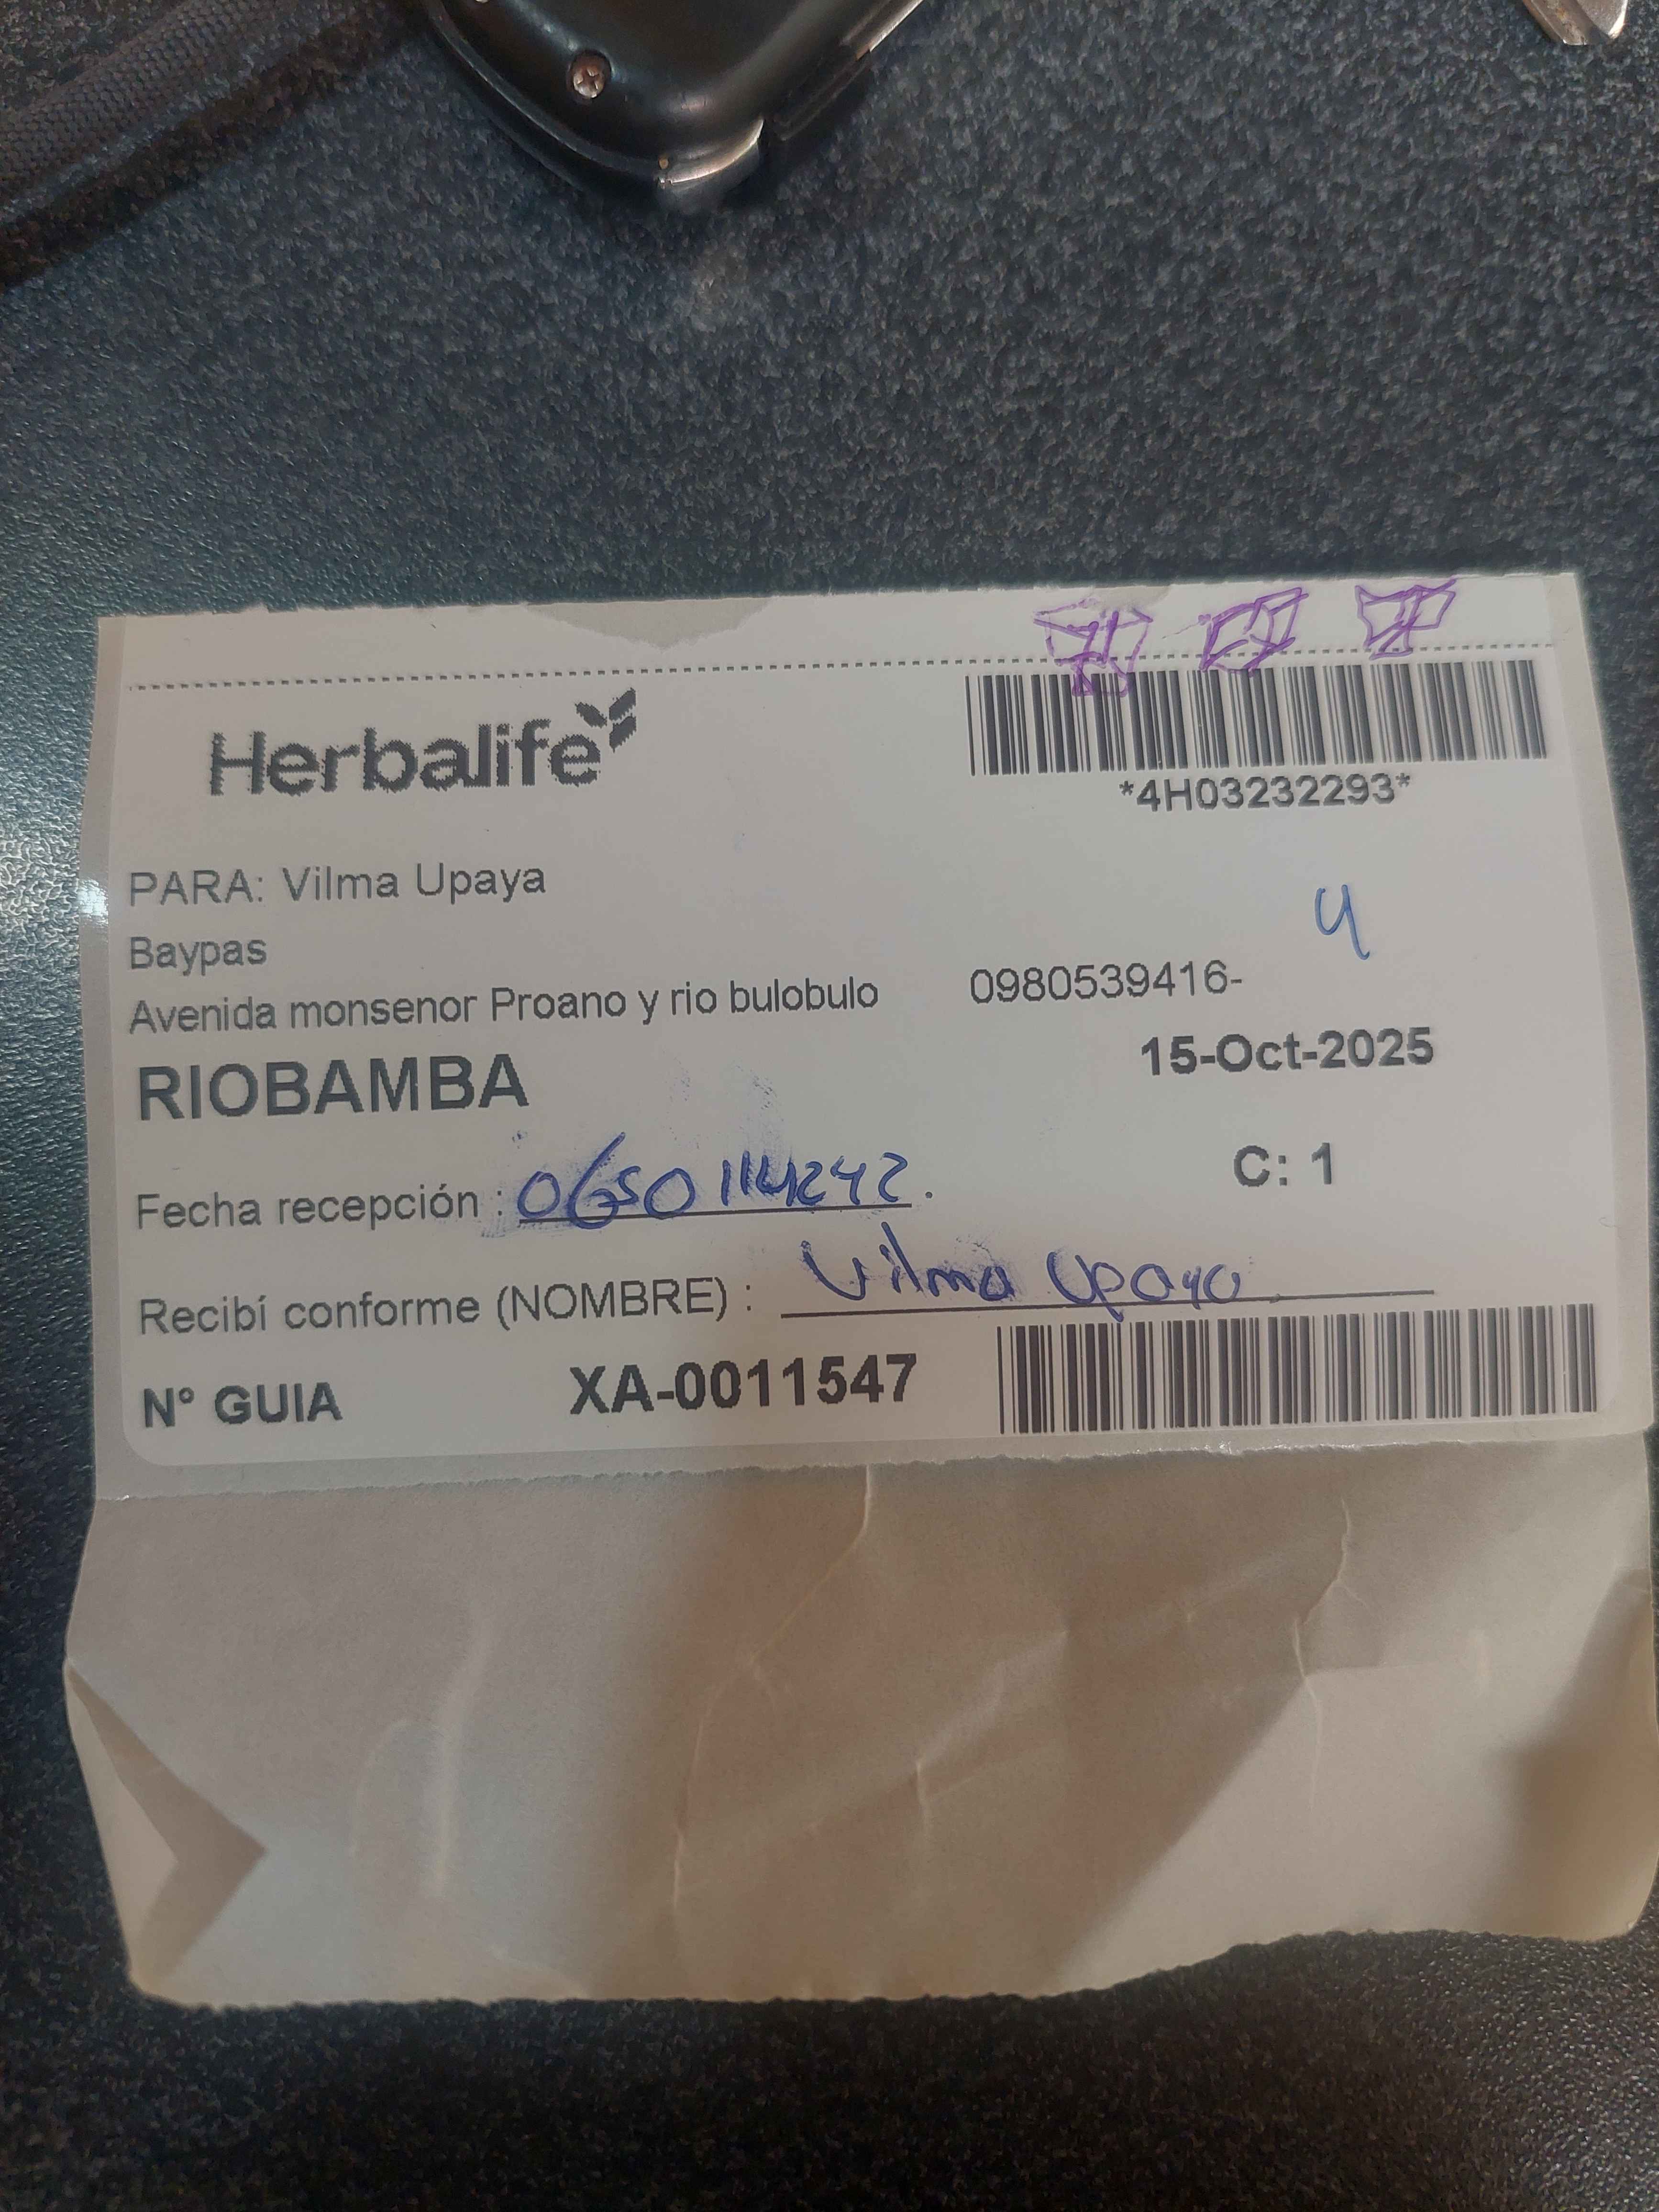 Herbalife
*4H03232293*
PARA: Vilma Upaya
4
Baypas
Avenida monsenor Proano y rio bulobulo 0980539416-
RIOBAMBA 15-Oct-2025
C: 1
Fecha recepción : 0650114242.
Recibí conforme (NOMBRE) : Vilma Upaya
N° GUIA XA-0011547